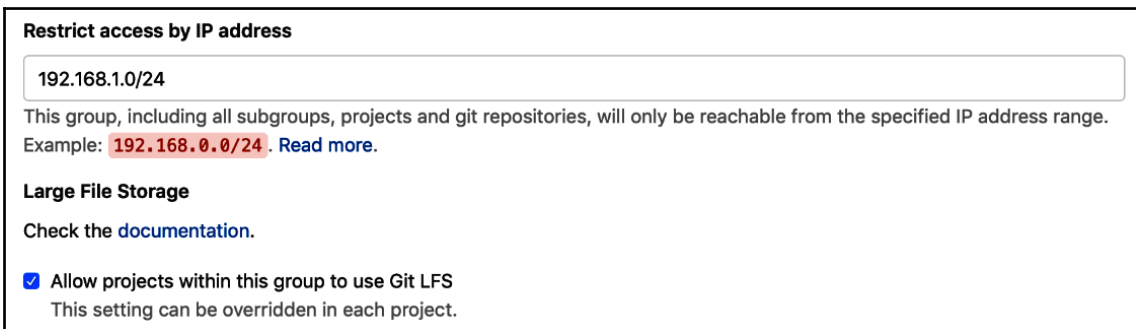 Restrict access by IP address
192.168.1.0/24
This group, including all subgroups, projects and git repositories, will only be reachable from the specified IP address range.
Example: 192.168.0.0/24. Read more.
Large File Storage
Check the documentation.
Allow projects within this group to use Git LFS
This setting can be overridden in each project.